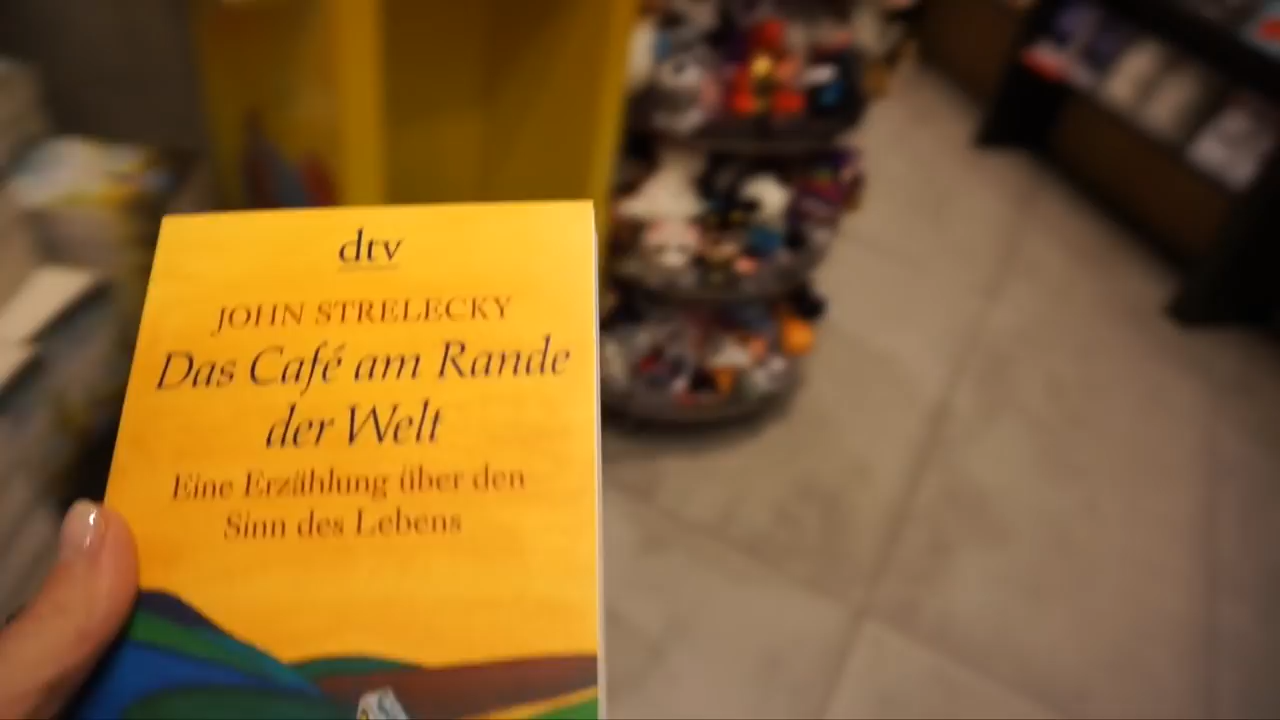 dtv
JOHN STRELECKY
Das Café am Rande
der Welt
Eine Erzählung über den
Sinn des Lebens